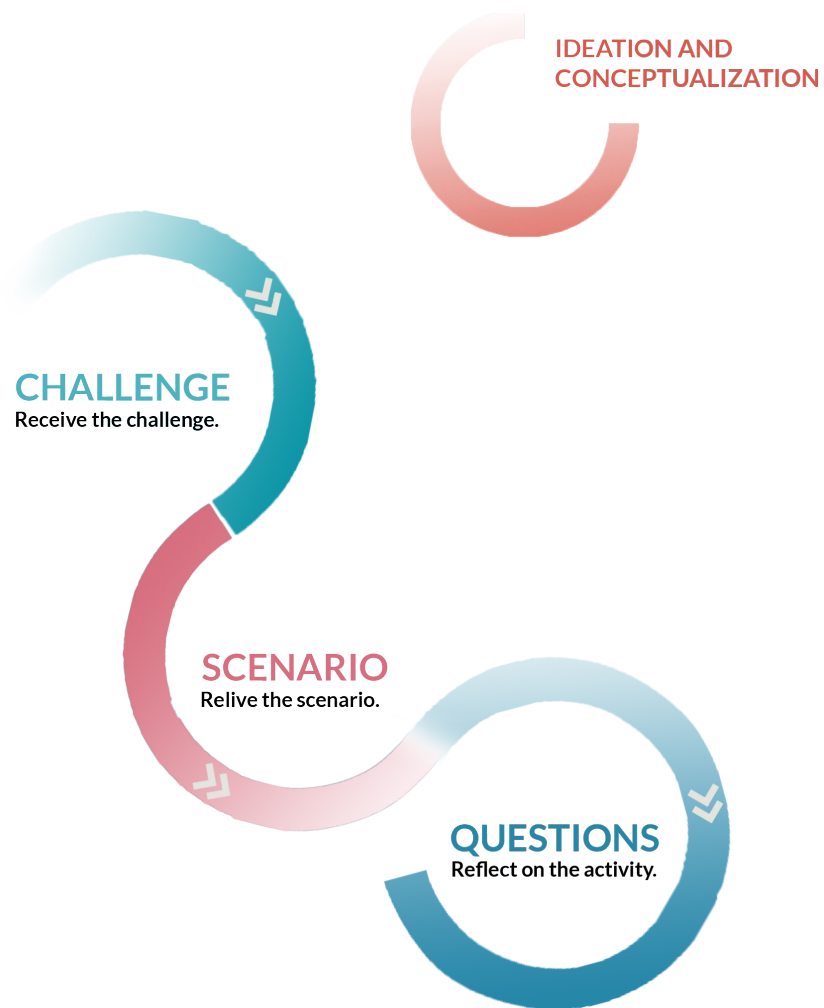 IDEATION AND
CONCEPTUALIZATION
CHALLENGE
Receive the challenge.
SCENARIO
Relive the scenario.
QUESTIONS
Reflect on the activity.